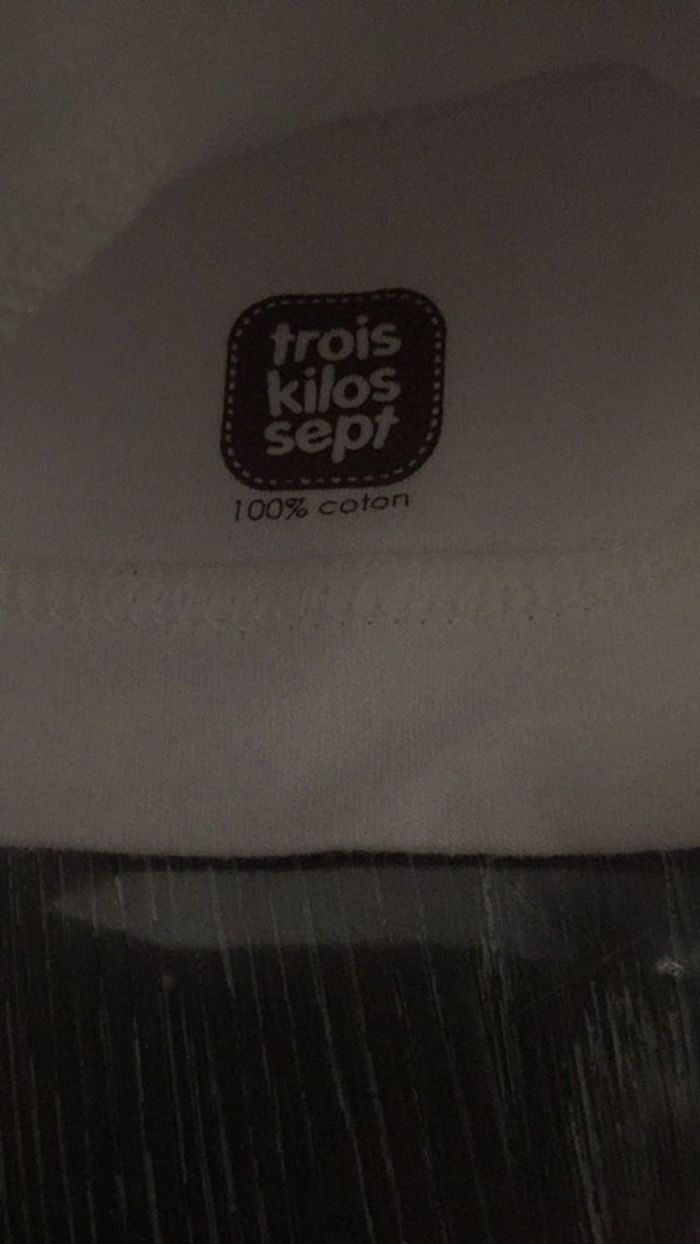 trois
kilos
sept
100% coton